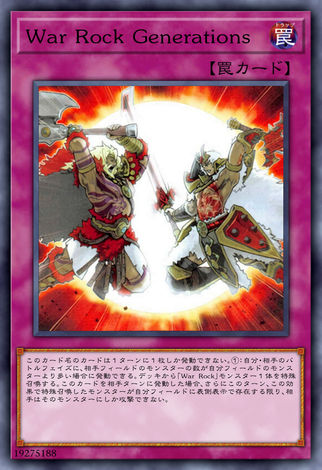 War Rock Generations
トラップ
罠
【罠カード】
このカード名のカードは1ターンに1枚しか発動できない。①:自分・相手のバ
トルフェイズに、相手フィールドのモンスターの数が自分フィールドのモンス
ターより多い場合に発動できる。デッキから「War Rock」モンスター1体を特殊
召喚する。このカードを相手ターンに発動した場合、さらにこのターン、この効
果で特殊召喚したモンスターが自分フィールドに表側表示で存在する限り、相
手はそのモンスターにしか攻撃できない。
19275188